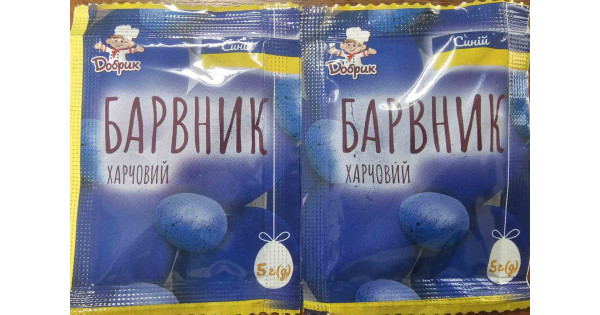 Добрик
Синій
БАРВНИК
ХАРЧОВИЙ
5 г(g)
Добрик
Синій
БАРВНИК
ХАРЧОВИЙ
5 г(g)